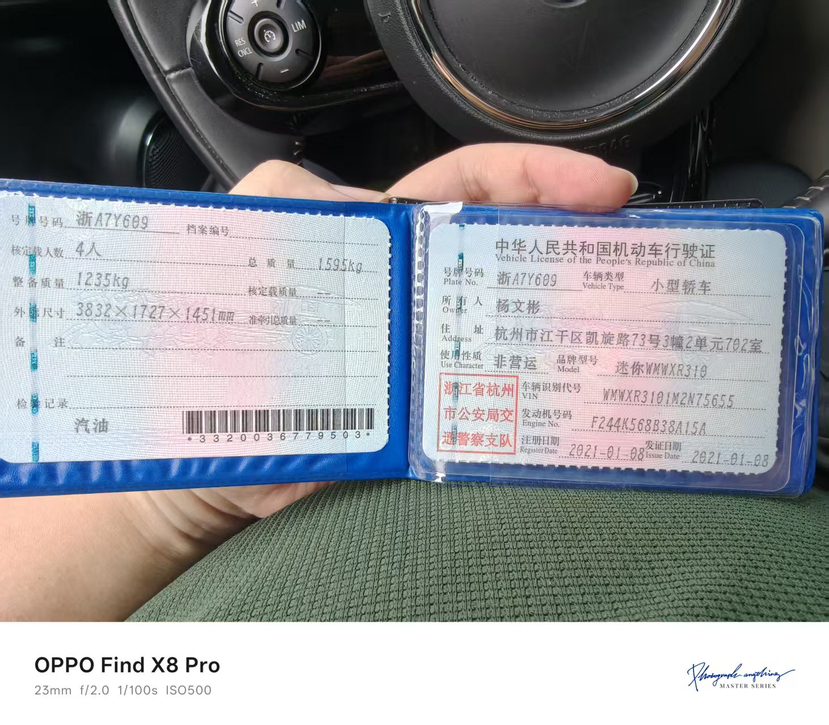 RES
CNCL
LIM
号牌号码 浙A7Y609 档案编号
核定载人数 4人 总质量 1595kg
整备质量 1235kg 核定载质量
外廓尺寸 3832×1727×1451mm 准牵引总质量 --
备注
检验记录
汽油
*3320036779503*
中华人民共和国机动车行驶证
Vehicle License of the People's Republic of China
号牌号码 浙A7Y609 车辆类型 小型轿车
Plate No. Vehicle Type
所有人 杨文彬
Owner
住址 杭州市江干区凯旋路73号3幢2单元702室
Address
使用性质 非营运 品牌型号 迷你WMWXR310
Use Character Model
浙江省杭州
市公安局交
通警察支队
车辆识别代号 WMWXR3101M2N75655
VIN
发动机号码 F244K568B38A15A
Engine No.
注册日期 2021-01-08 发证日期 2021-01-08
Register Date Issue Date
OPPO Find X8 Pro
23mm f/2.0 1/100s ISO500
MASTER SERIES